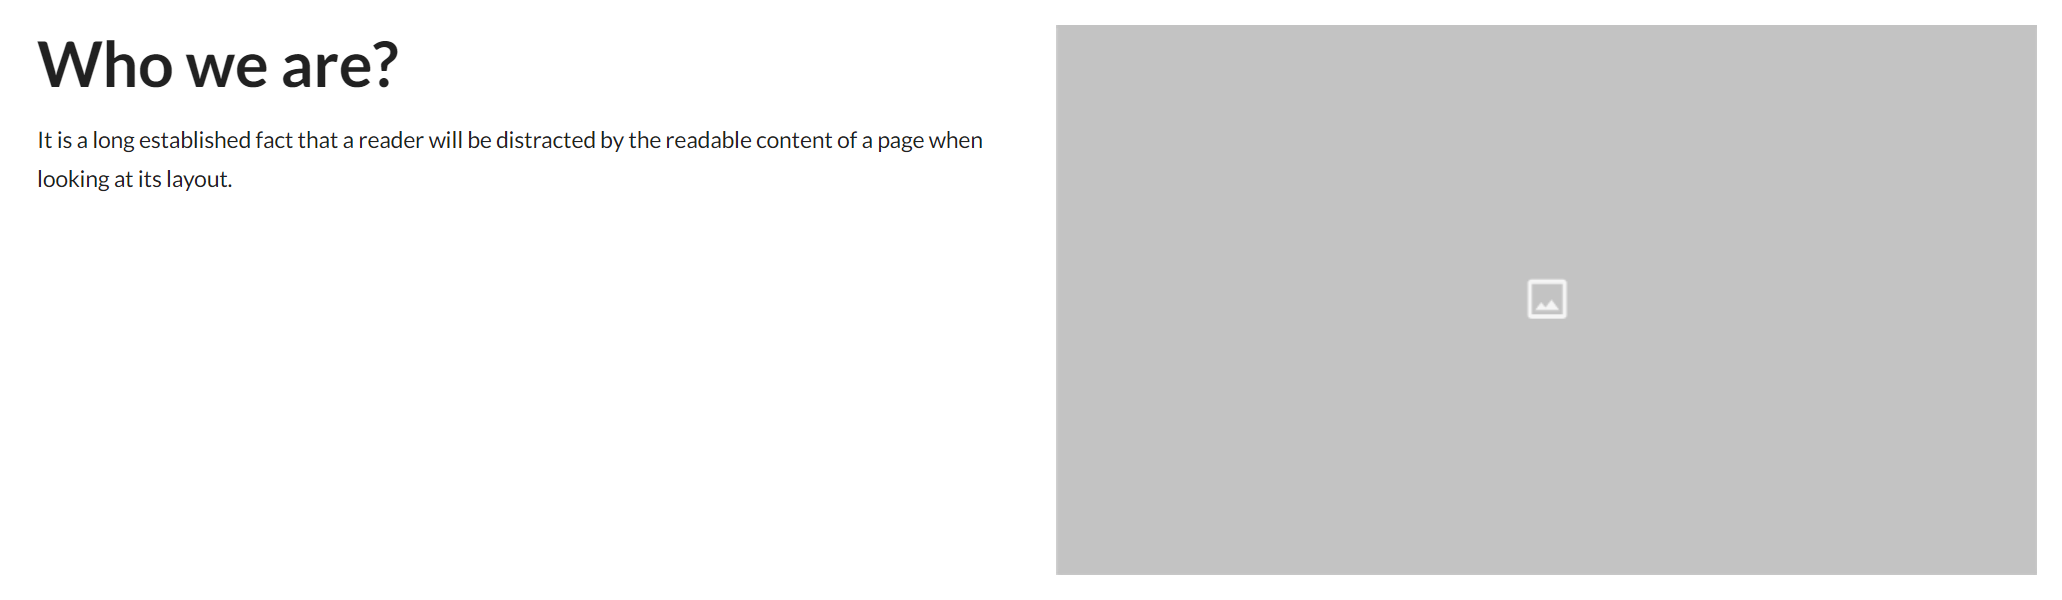 Who we are?
It is a long established fact that a reader will be distracted by the readable content of a page when
looking at its layout.